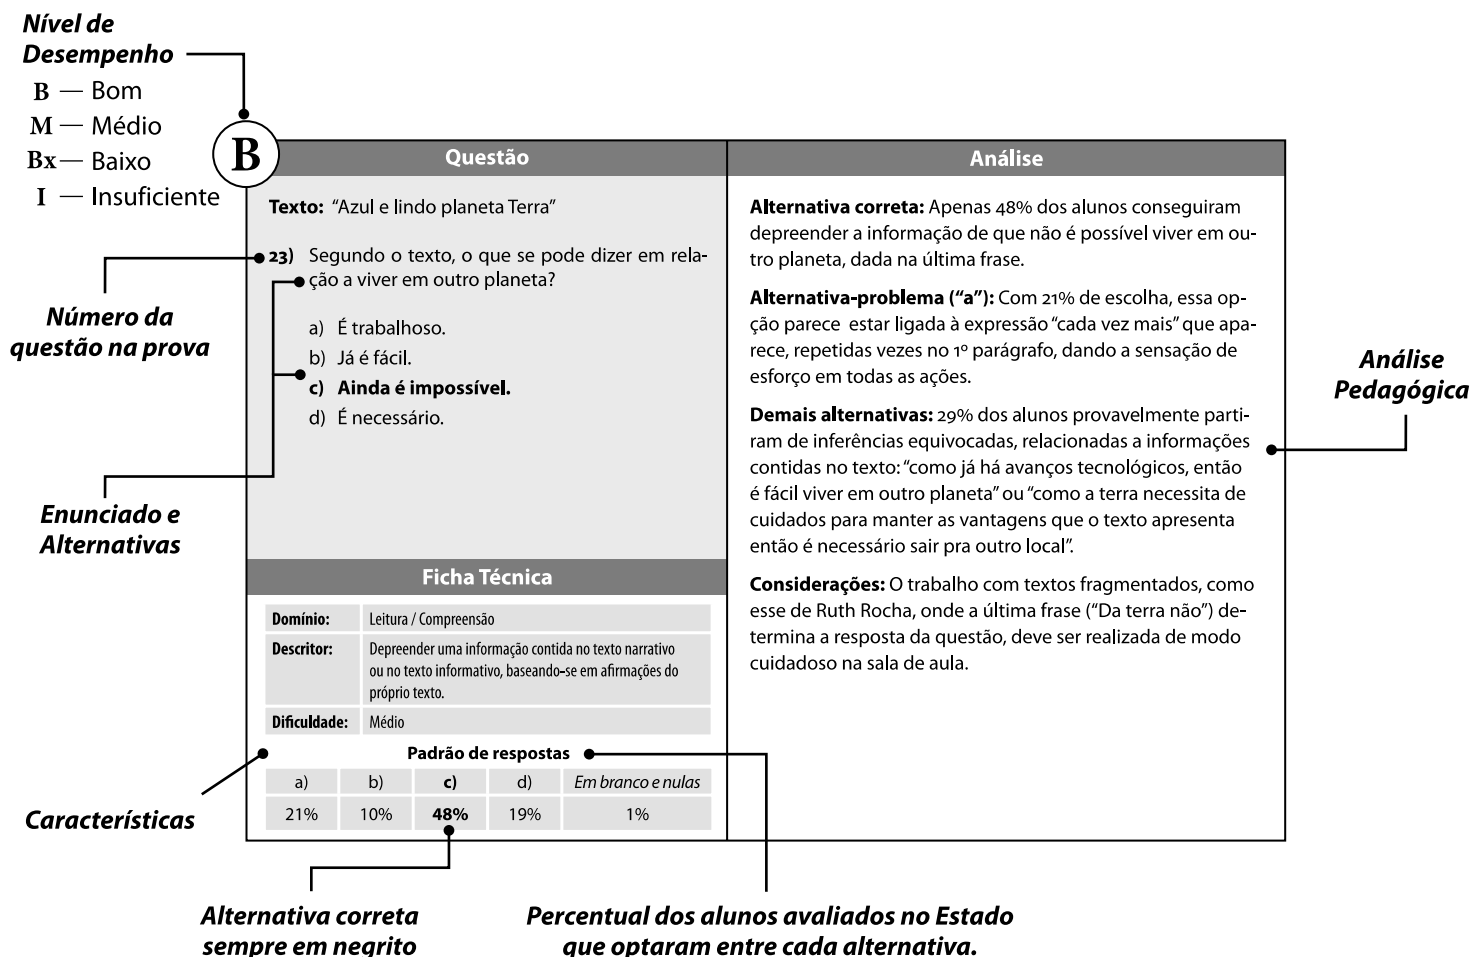 Nível de
Desempenho
B — Bom
M — Médio
Bx — Baixo
I — Insuficiente
B
Questão
Texto: “Azul e lindo planeta Terra”
23) Segundo o texto, o que se pode dizer em rela-
ção a viver em outro planeta?
a) É trabalhoso.
b) Já é fácil.
c) Ainda é impossível.
d) É necessário.
Número da
questão na prova
Enunciado e
Alternativas
Ficha Técnica
Domínio: Leitura / Compreensão
Descritor: Depreender uma informação contida no texto narrativo
ou no texto informativo, baseando-se em afirmações do
próprio texto.
Dificuldade: Médio
Padrão de respostas
a) b) c) d) Em branco e nulas
21% 10% 48% 19% 1%
Características
Alternativa correta
sempre em negrito
Percentual dos alunos avaliados no Estado
que optaram entre cada alternativa.
Análise
Alternativa correta: Apenas 48% dos alunos conseguiram
depreender a informação de que não é possível viver em ou-
tro planeta, dada na última frase.
Alternativa-problema (“a”): Com 21% de escolha, essa op-
ção parece estar ligada à expressão “cada vez mais” que apa-
rece, repetidas vezes no 1º parágrafo, dando a sensação de
esforço em todas as ações.
Demais alternativas: 29% dos alunos provavelmente parti-
ram de inferências equivocadas, relacionadas a informações
contidas no texto: “como já há avanços tecnológicos, então
é fácil viver em outro planeta” ou “como a terra necessita de
cuidados para manter as vantagens que o texto apresenta
então é necessário sair pra outro local”.
Considerações: O trabalho com textos fragmentados, como
esse de Ruth Rocha, onde a última frase (“Da terra não”) de-
termina a resposta da questão, deve ser realizada de modo
cuidadoso na sala de aula.
Análise
Pedagógica